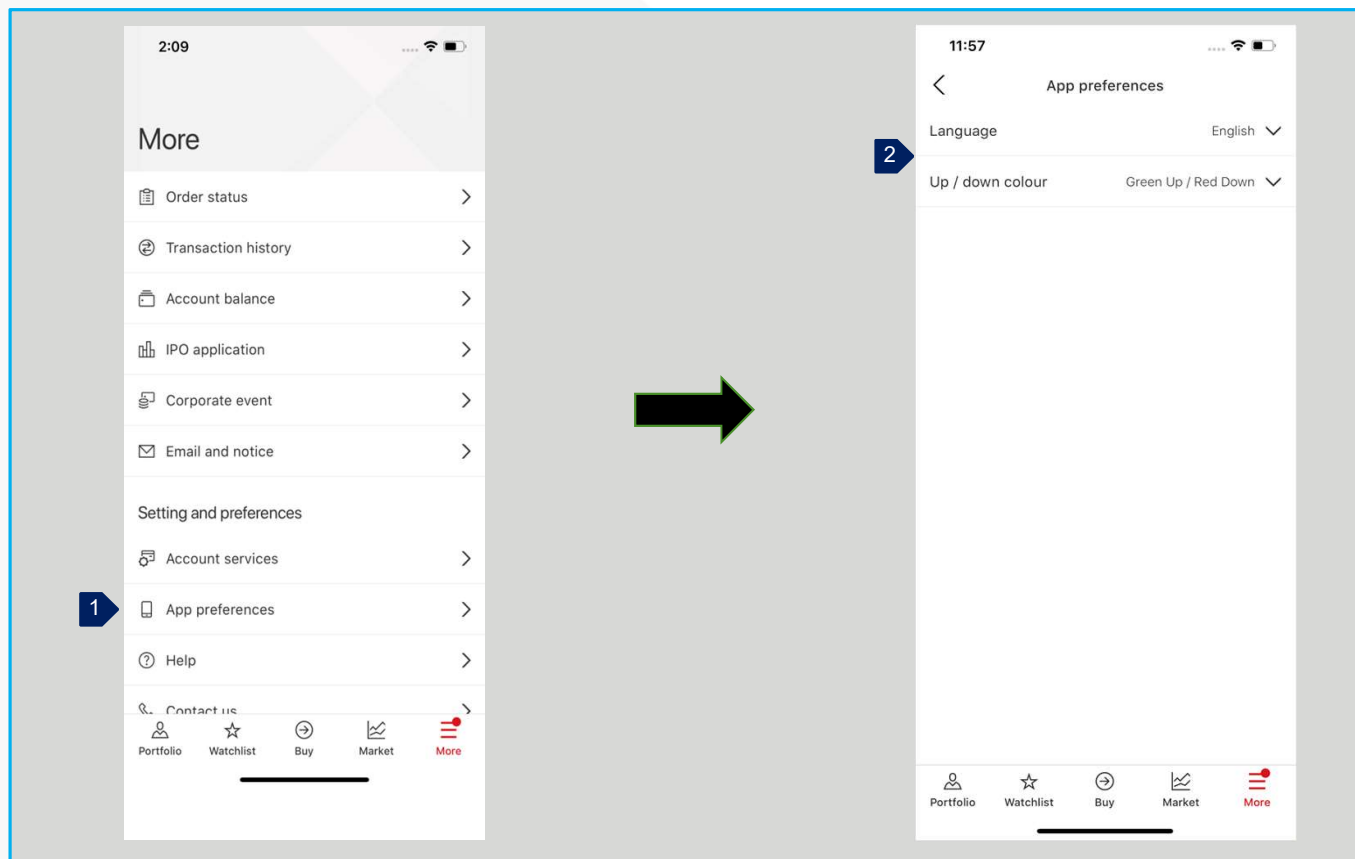 2:09
More
Order status
Transaction history
Account balance
IPO application
Corporate event
Email and notice
Setting and preferences
Account services
1
App preferences
Help
Contact us
Portfolio Watchlist Buy Market More
11:57
App preferences
Language English
2
Up / down colour Green Up / Red Down
Portfolio Watchlist Buy Market More